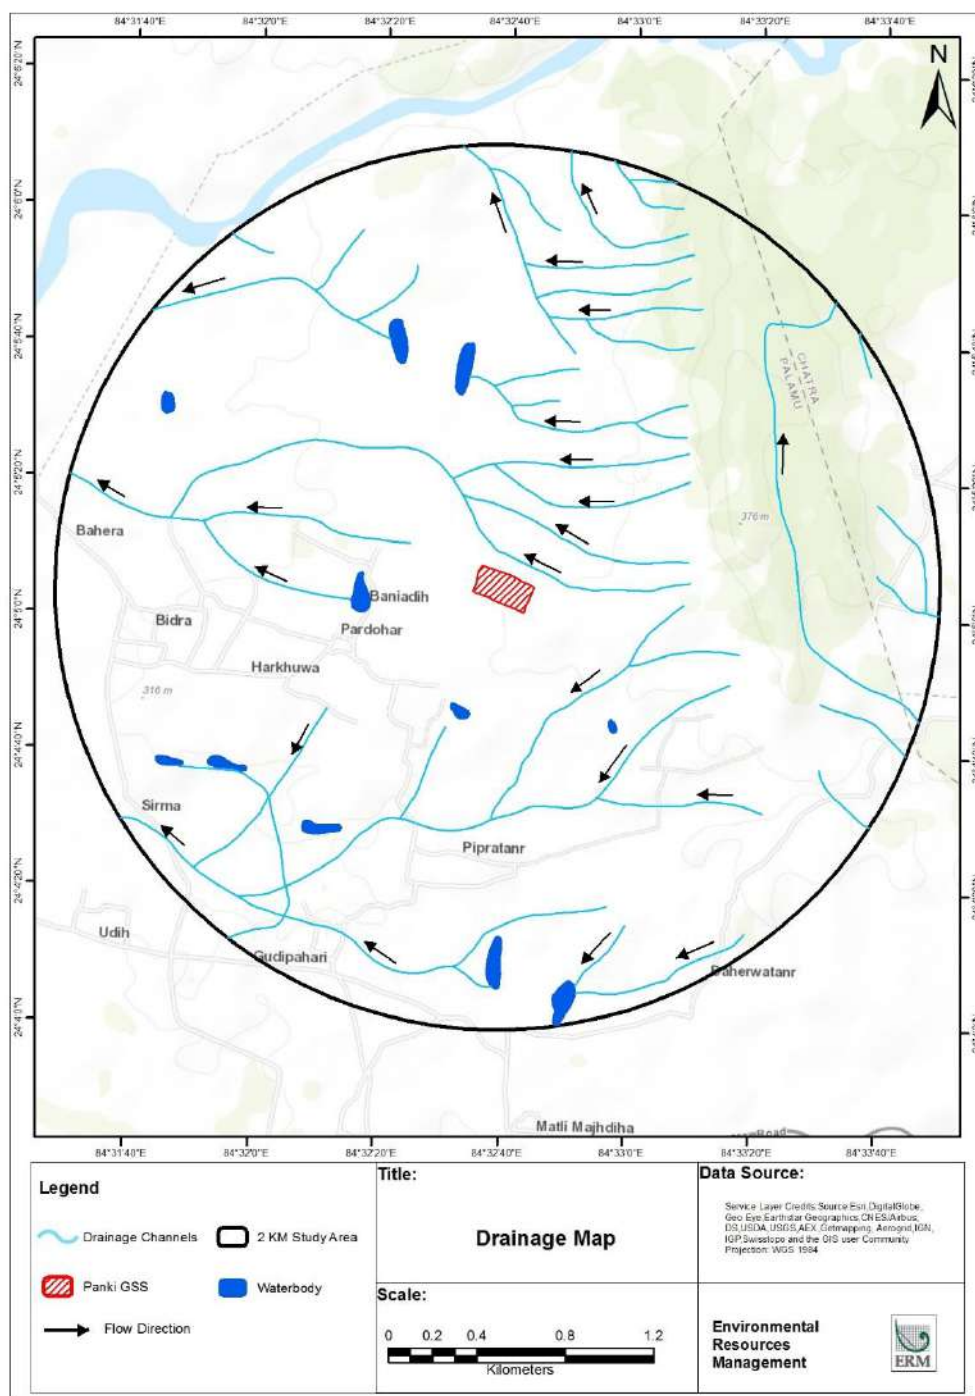 84°31'40"E 84°32'0"E 84°32'20"E 84°32'40"E 84°33'0"E 84°33'20"E 84°33'40"E
N
24°6'20"N
24°6'0"N
24°5'40"N
CHATRA
PALAMU
Bahera
376 m
24°5'0"N
Baniadih
Bidra
Pardohar
Harkhuwa
316 m
24°4'40"N
Sirma
Pipratanr
24°4'20"N
Udih
Gudipahari
Daherwatanr
24°4'0"N
Matli Majhdiha
Road
84°31'40"E 84°32'0"E 84°32'20"E 84°32'40"E 84°33'0"E 84°33'20"E 84°33'40"E
Legend
Drainage Channels
2 KM Study Area
Panki GSS
Waterbody
Flow Direction
Title:
Drainage Map
Scale:
0 0.2 0.4 0.8 1.2
Kilometers
Data Source:
Service Layer Credits: Source: Esri, DigitalGlobe,
Geo Eye, Earthstar Geographics, CNES/Airbus,
DS, USDA, USGS, AEX, Getmapping, Aerogrid, IGN,
IGP, Swisstopo and the GIS user Community
Projection: WGS 1984
Environmental
Resources
Management
ERM